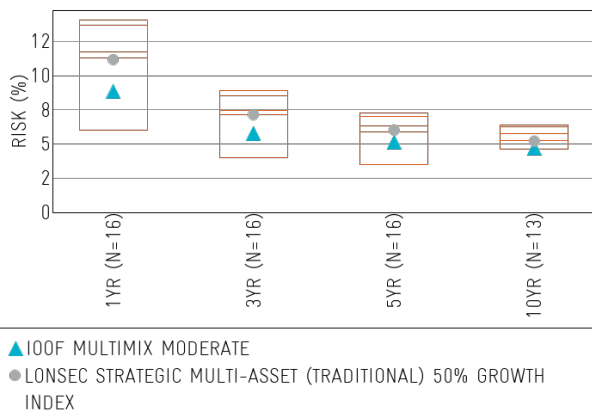 12
10
8
5
2
0
RISK (%)
1YR (N=16)
3YR (N=16)
5YR (N=16)
10YR (N=13)
IOOF MULTIMIX MODERATE
LONSEC STRATEGIC MULTI-ASSET (TRADITIONAL) 50% GROWTH
INDEX